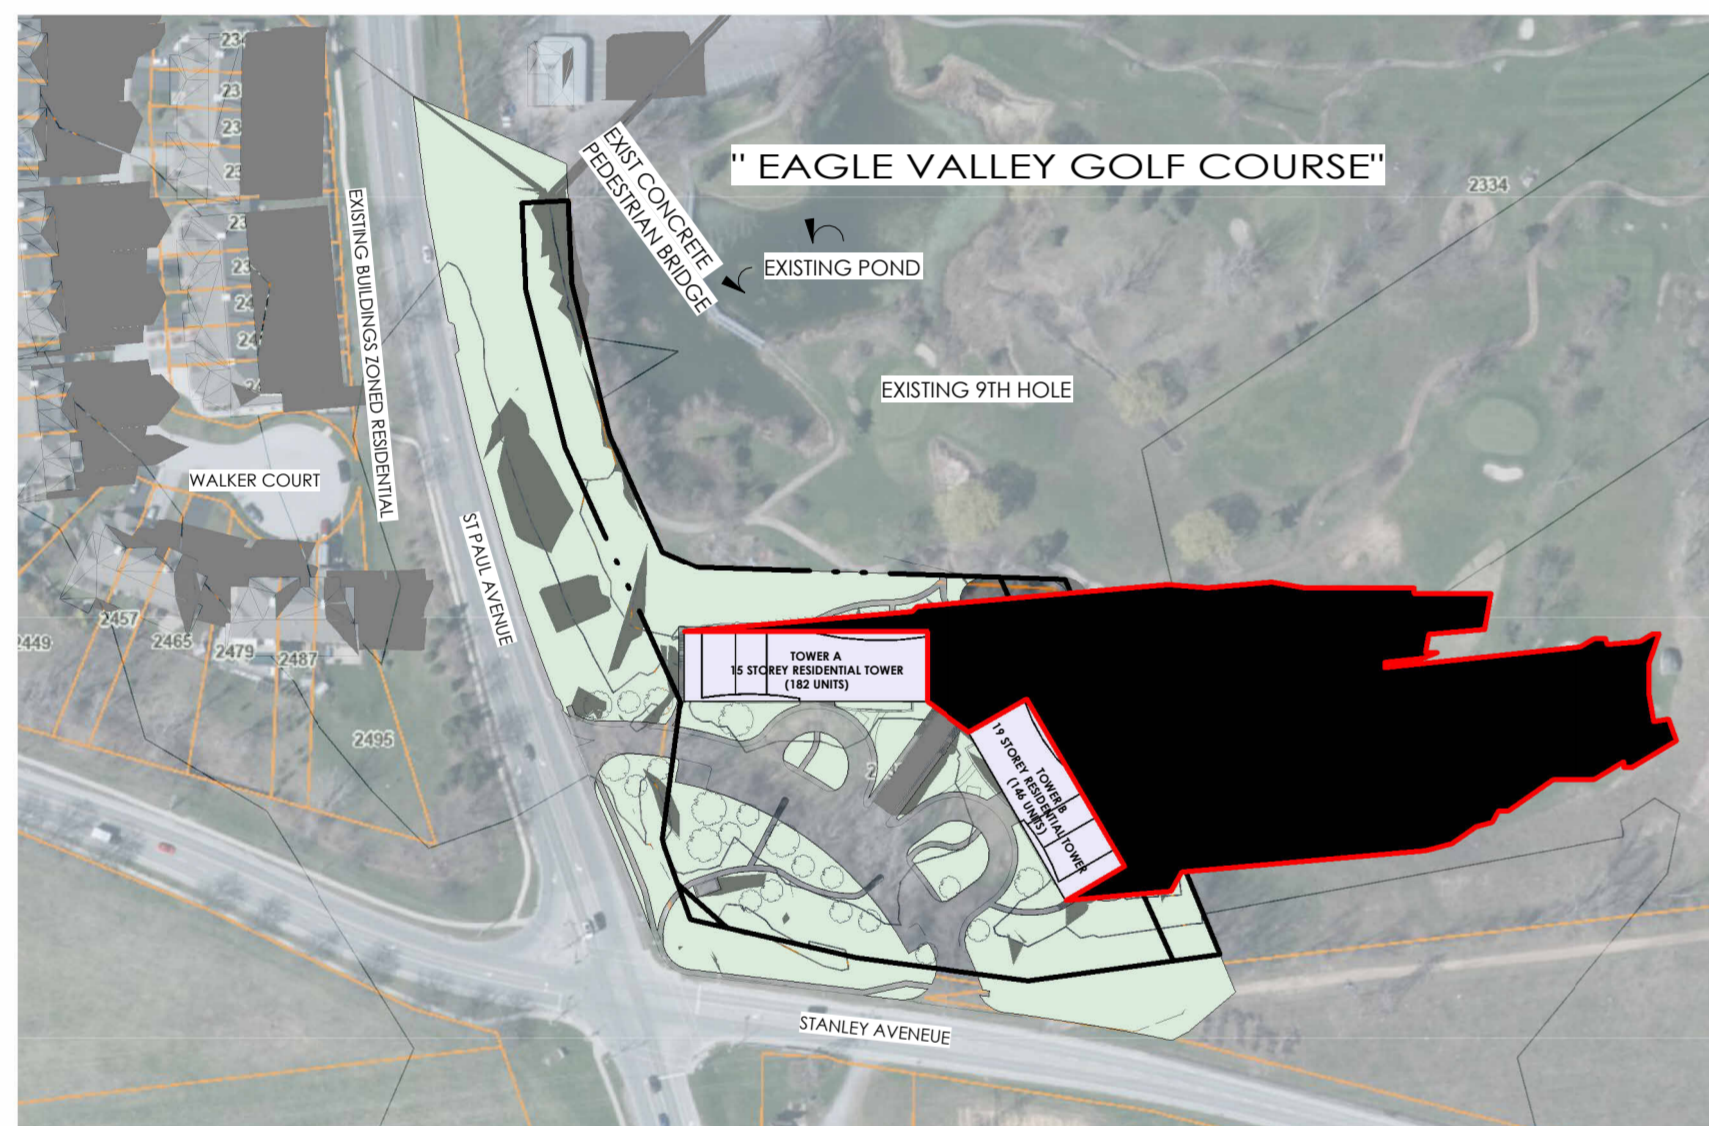 " EAGLE VALLEY GOLF COURSE"
2334
EXIST CONCRETE
PEDESTRIAN BRIDGE
EXISTING POND
EXISTING 9TH HOLE
EXISTING BUILDINGS ZONED RESIDENTIAL
WALKER COURT
ST PAUL AVENUE
2457
2449
2465
2479
2487
2495
TOWER A
15 STOREY RESIDENTIAL TOWER
(182 UNITS)
TOWER B
19 STOREY RESIDENTIAL TOWER
(146 UNITS)
STANLEY AVENEUE